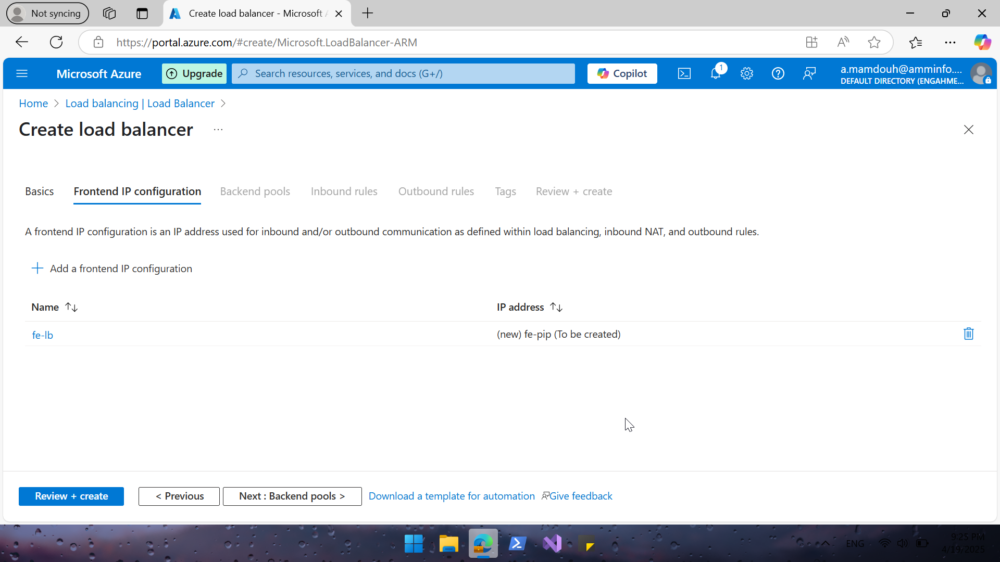 Not syncing
Create load balancer - Microsoft A
https://portal.azure.com/#create/Microsoft.LoadBalancer-ARM
Microsoft Azure
Upgrade
Search resources, services, and docs (G+/)
Copilot
1
a.mamdouh@amminfo....
DEFAULT DIRECTORY (ENGAHME...
Home > Load balancing | Load Balancer >
Create load balancer
...
Basics
Frontend IP configuration
Backend pools
Inbound rules
Outbound rules
Tags
Review + create
A frontend IP configuration is an IP address used for inbound and/or outbound communication as defined within load balancing, inbound NAT, and outbound rules.
Add a frontend IP configuration
Name
IP address
fe-lb
(new) fe-pip (To be created)
Review + create
< Previous
Next : Backend pools >
Download a template for automation
Give feedback
ENG
9:25 PM
4/19/2025